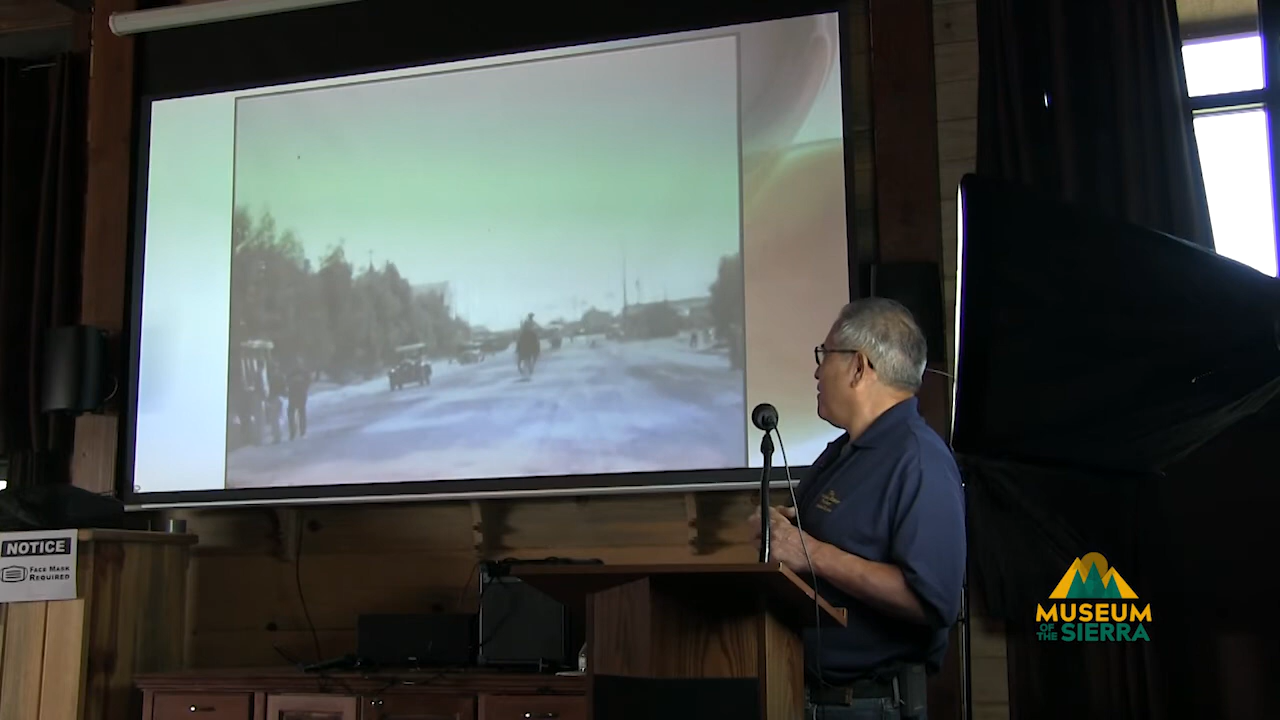 NOTICE
FACE MASK
REQUIRED
MUSEUM
OF THE SIERRA